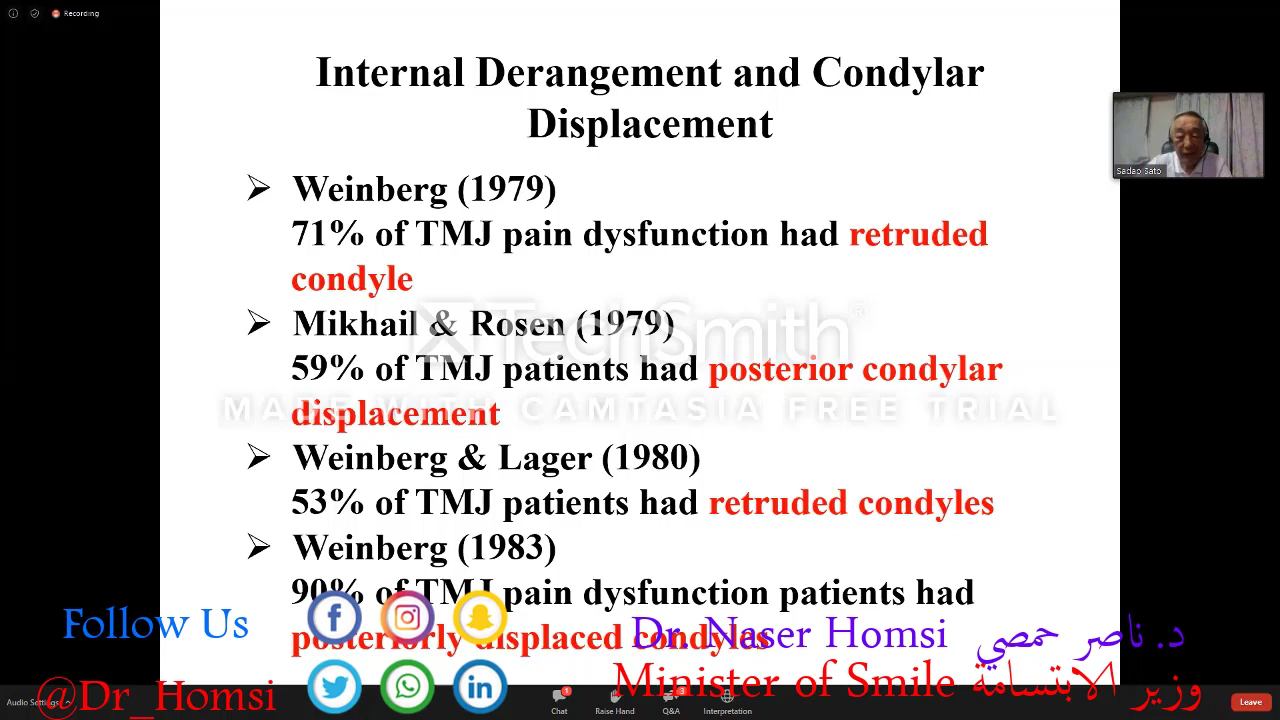 Recording
Internal Derangement and Condylar
Displacement
Weinberg (1979)
71% of TMJ pain dysfunction had retruded
condyle
Mikhail & Rosen (1979)
59% of TMJ patients had posterior condylar
displacement
Weinberg & Lager (1980)
53% of TMJ patients had retruded condyles
Weinberg (1983)
90% of TMJ pain dysfunction patients had
posteriorly displaced condyles
Sadao Sato
TechSmith®
MADE WITH CAMTASIA FREE TRIAL
Follow Us
@Dr_Homsi
Dr. Naser Homsi د. ناصر حمصي
Minister of Smile وزير الابتسامة
Audio Settings
Chat 1
Raise Hand
Q&A 3
Interpretation
Leave